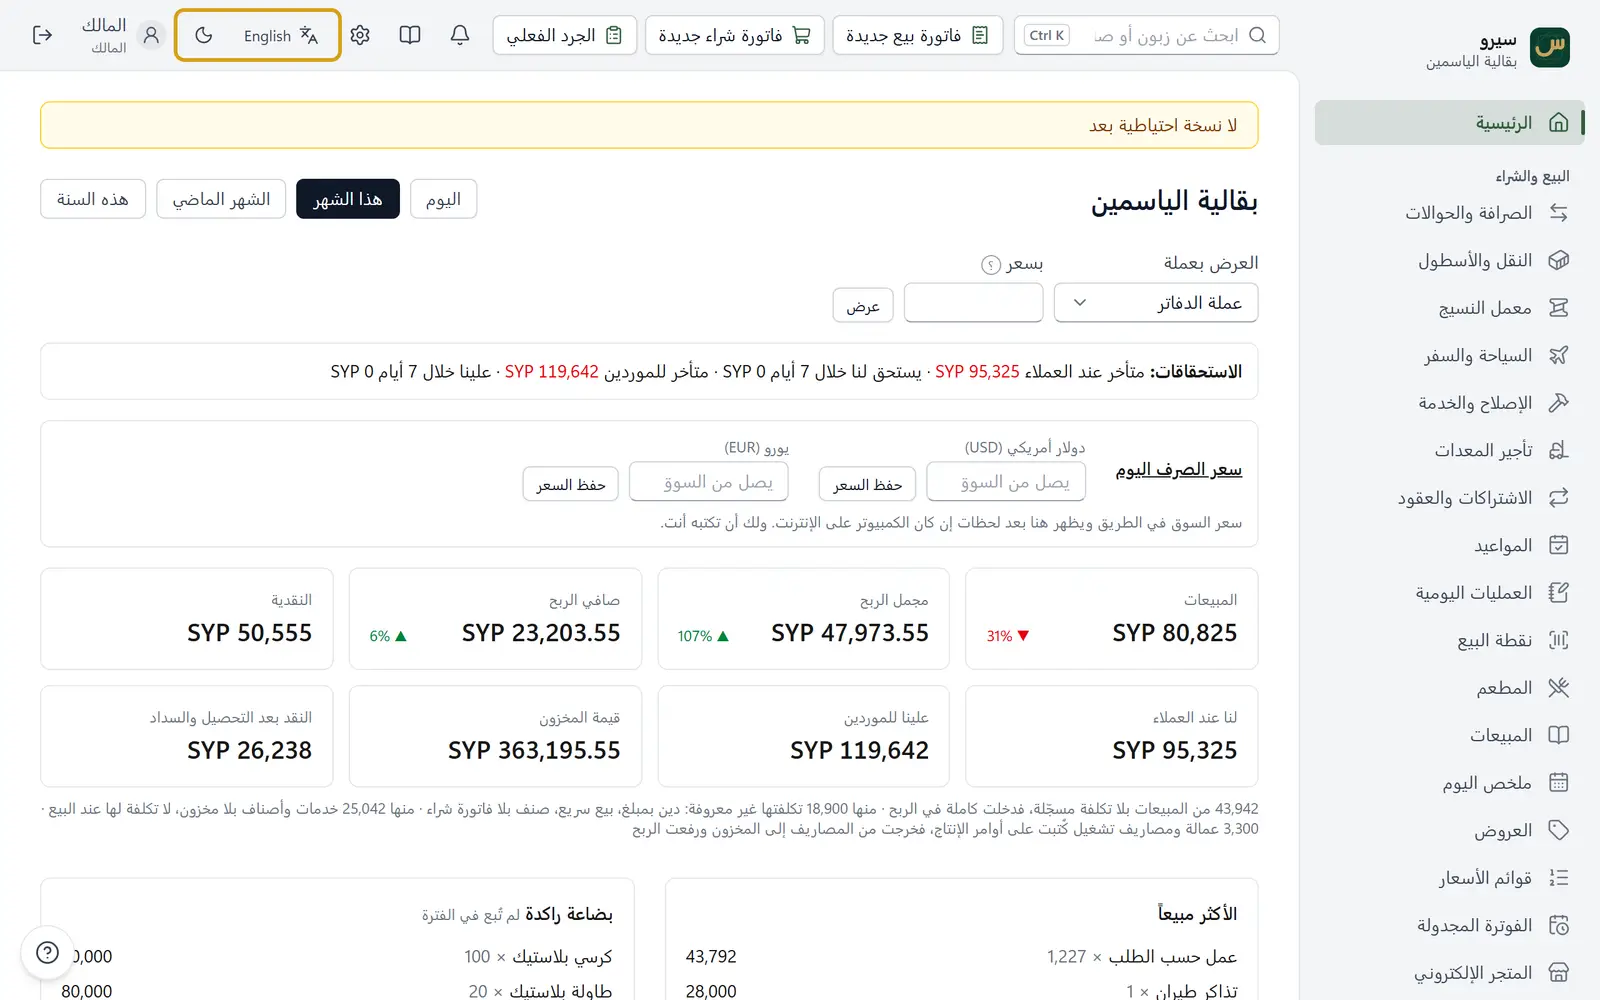 سيرو
بقالية الياسمين
ابحث عن زبون أو صـ
Ctrl K
فاتورة بيع جديدة
فاتورة شراء جديدة
الجرد الفعلي
English
المالك
المالك
الرئيسية
البيع والشراء
الصرافة والحوالات
النقل والأسطول
معمل النسيج
السياحة والسفر
الإصلاح والخدمة
تأجير المعدات
الاشتراكات والعقود
المواعيد
العمليات اليومية
نقطة البيع
المطعم
المبيعات
ملخص اليوم
العروض
قوائم الأسعار
الفوترة المجدولة
المتجر الإلكتروني
لا نسخة احتياطية بعد
بقالية الياسمين
اليوم
هذا الشهر
الشهر الماضي
هذه السنة
العرض بعملة
بسعر ؟
عملة الدفاتر
عرض
الاستحقاقات: متأخر عند العملاء SYP 95,325 · يستحق لنا خلال 7 أيام SYP 0 · متأخر للموردين SYP 119,642 · علينا خلال 7 أيام SYP 0
سعر الصرف اليوم
دولار أمريكي (USD)
يصل من السوق
حفظ السعر
يورو (EUR)
يصل من السوق
حفظ السعر
سعر السوق في الطريق ويظهر هنا بعد لحظات إن كان الكمبيوتر على الإنترنت. ولك أن تكتبه أنت.
المبيعات
SYP 80,825
31% ▼
مجمل الربح
SYP 47,973.55
107% ▲
صافي الربح
SYP 23,203.55
6% ▲
النقدية
SYP 50,555
لنا عند العملاء
SYP 95,325
علينا للموردين
SYP 119,642
قيمة المخزون
SYP 363,195.55
النقد بعد التحصيل والسداد
SYP 26,238
43,942 من المبيعات بلا تكلفة مسجّلة، فدخلت كاملة في الربح · منها 18,900 تكلفتها غير معروفة: دين بمبلغ، بيع سريع، صنف بلا فاتورة شراء · منها 25,042 خدمات وأصناف بلا مخزون، لا تكلفة لها عند البيع ·
3,300 عمالة ومصاريف تشغيل كُتبت على أوامر الإنتاج، فخرجت من المصاريف إلى المخزون ورفعت الربح
الأكثر مبيعاً
عمل حسب الطلب × 1,227
43,792
تذاكر طيران × 1
28,000
بضاعة راكدة لم تُبع في الفترة
كرسي بلاستيك × 100
0,000
طاولة بلاستيك × 20
80,000